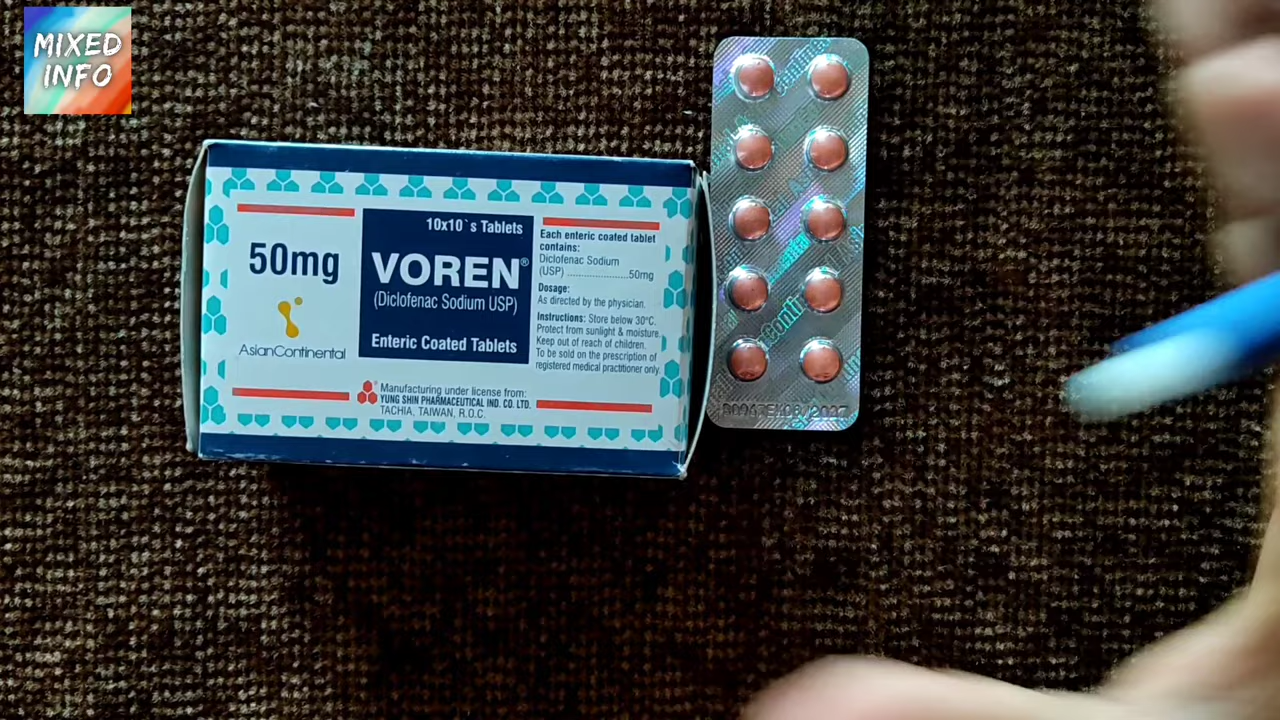 MIXED
INFO
50mg
AsianContinental
10x10`s Tablets
VOREN®
(Diclofenac Sodium USP)
Enteric Coated Tablets
Each enteric coated tablet
contains:
Diclofenac Sodium
(USP) ......................50mg
Dosage:
As directed by the physician.
Instructions: Store below 30°C.
Protect from sunlight & moisture.
Keep out of reach of children.
To be sold on the prescription of
registered medical practitioner only.
Manufacturing under license from:
YUNG SHIN PHARMACEUTICAL IND. CO. LTD.
TACHIA, TAIWAN, R.O.C.